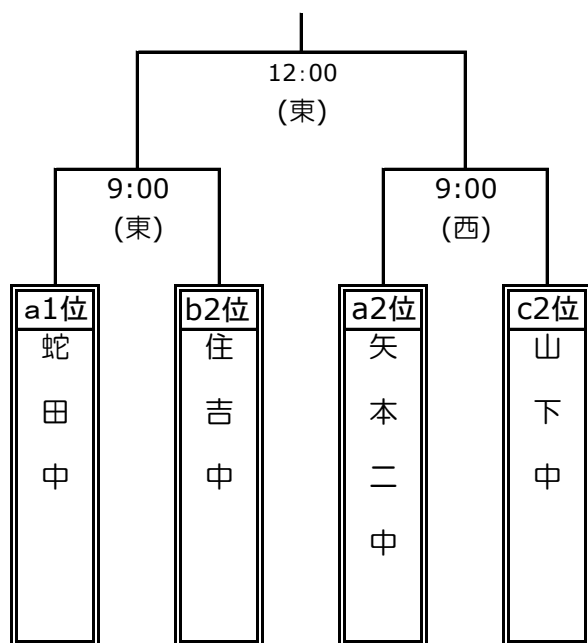 12:00
(東)
9:00
(東)
9:00
(西)
a1位
蛇田中
b2位
住吉中
a2位
矢本二中
c2位
山下中